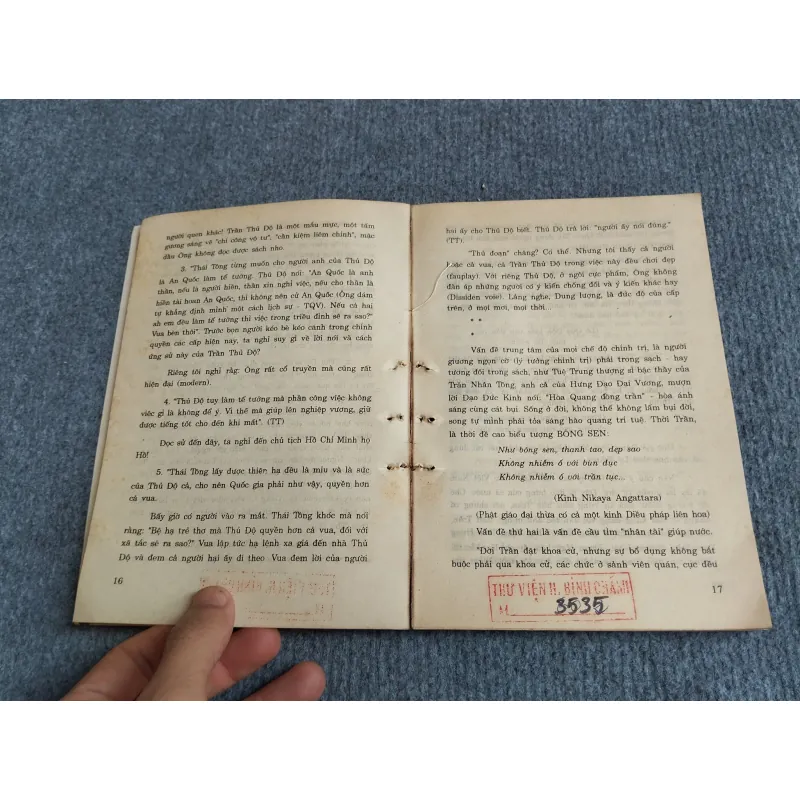 người quen khác! Trần Thủ Độ là một mẫu mực, một tấm
gương sáng về "chí công vô tư", "cần kiệm liêm chính", mặc
dầu Ông không đọc được sách nho.
3. "Thái Tông từng muốn cho người anh của Thủ Độ
là An Quốc làm tể tướng. Thủ Độ nói: "An Quốc là anh
thần, nếu là người hiền, thần xin nghỉ việc, nếu cho thần là
hiền tài hơn An Quốc, thì không nên cử An Quốc (Ông dám
tự khẳng định mình một cách lịch sự - TQV). Nếu cả hai
anh em đều làm tể tướng thì việc trong triều đình sẽ ra sao?"
Vua bèn thôi". Trước bọn người kéo bè kéo cánh trong chính
quyền các cấp hiện nay, ta nghĩ suy gì về lời nói và cách
ứng sử này của Trần Thủ Độ?
Riêng tôi nghĩ rằng: Ông rất cổ truyền mà cũng rất
hiện đại (modern).
4. "Thủ Độ tuy làm tể tướng mà phàm công việc không
việc gì là không để ý. Vì thế mà giúp lên nghiệp vương, giữ
được tiếng tốt cho đến khi mất". (TT)
Đọc sử đến đây, ta nghĩ đến chủ tịch Hồ Chí Minh họ
Hồ!
5. "Thái Tông lấy được thiên hạ đều là mưu và là sức
của Thủ Độ cả, cho nên Quốc gia phải như vậy, quyền hơn
cả vua.
Bấy giờ có người vào ra mắt. Thái Tông khóc mà nói
rằng: "Bệ hạ trẻ thơ mà Thủ Độ quyền hơn cả vua, đối với
xã tắc sẽ ra sao?" Vua lập tức hạ lệnh xa giá đến nhà Thủ
Độ và đem cả người hai ấy đi theo Vua đem lời của người
16
hai ấy cho Thủ Độ biết. Thủ Độ trả lời: "người ấy nói đúng."
(TT).
"Thủ đoạn" chăng? Có thể. Nhưng tôi thấy cả người
mách cả vua, cả Trần Thủ Độ trong việc này đều chơi đẹp
(fauplay). Với riêng Thủ Độ, ở ngôi cực phẩm, Ông không
đàn áp những người có ý kiến chống đối và ý kiến khác hay
(Dissiden voie). Lắng nghe, Dung lượng, là đức độ của cấp
trên, ở mọi mơi, mọi thời...
* *
*
Vấn đề trung tâm của mọi chế độ chính trị, là người
giương ngọn cờ (lý tưởng chính trị) phải trong sạch - hay
tương đối trong sạch, như Tuệ Trung thượng sĩ bậc thầy của
Trần Nhân Tông, anh cả của Hưng Đạo Đại Vương, mượn
lời Đạo Đức Kinh nói: "Hòa Quang đồng trần" - hòa ánh
sáng cùng cát bụi. Sống ở đời, không thể không lấm bụi đời,
song tự mình phải tỏa sáng hào quang trí tuệ. Thời Trần,
là thời đề cao biểu tượng BÔNG SEN:
Như bông sen, thanh tao, đẹp sao
Không nhiễm ố với bùn đục
Không nhiễm ố với trần tục...
(Kinh Nikaya Angattara)
(Phật giáo đại thừa có cả một kinh Diệu pháp liên hoa)
Vấn đề thứ hai là vấn đề cầu tìm "nhân tài" giúp nước.
"Đời Trần đặt khoa cử, nhưng sự bổ dụng không bắt
buộc phải qua khoa cử, các chức ở sảnh viện quán, cục đều
17
THƯ VIỆN H. BÌNH CHÁNH
M 3535